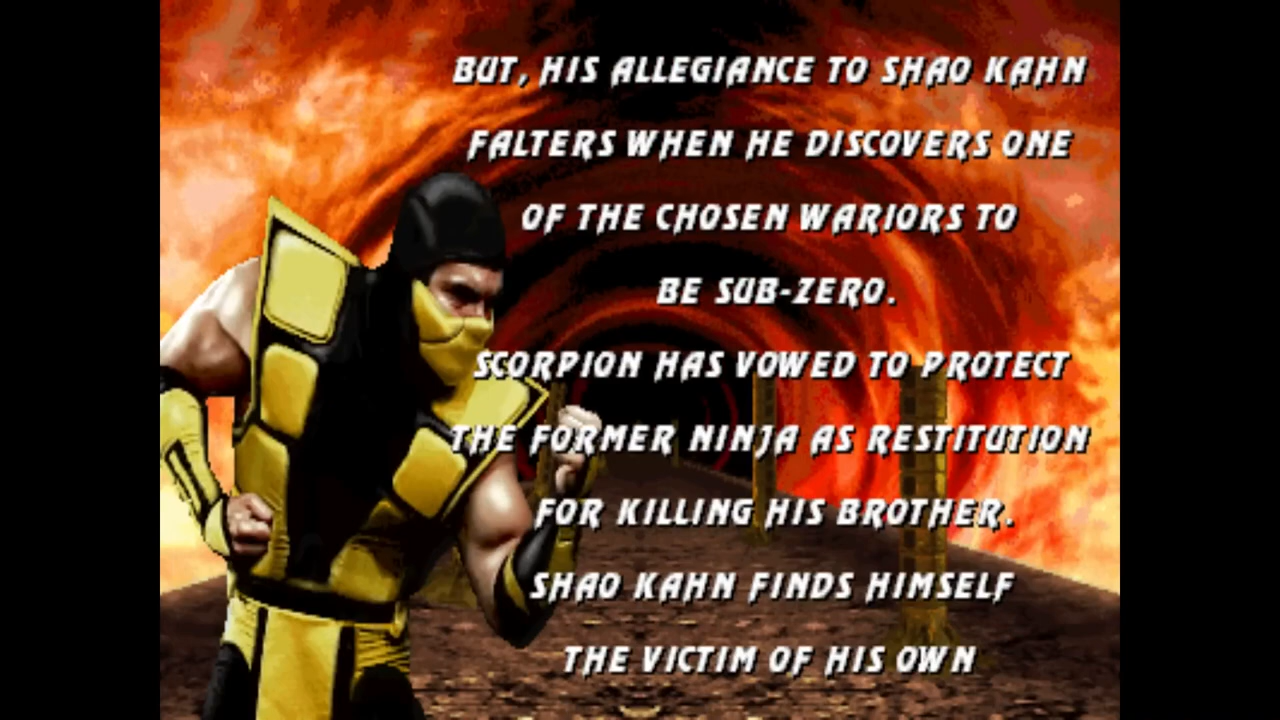 BUT, HIS ALLEGIANCE TO SHAO KAHN
FALTERS WHEN HE DISCOVERS ONE
OF THE CHOSEN WARIORS TO
BE SUB-ZERO.
SCORPION HAS VOWED TO PROTECT
THE FORMER NINJA AS RESTITUTION
FOR KILLING HIS BROTHER.
SHAO KAHN FINDS HIMSELF
THE VICTIM OF HIS OWN